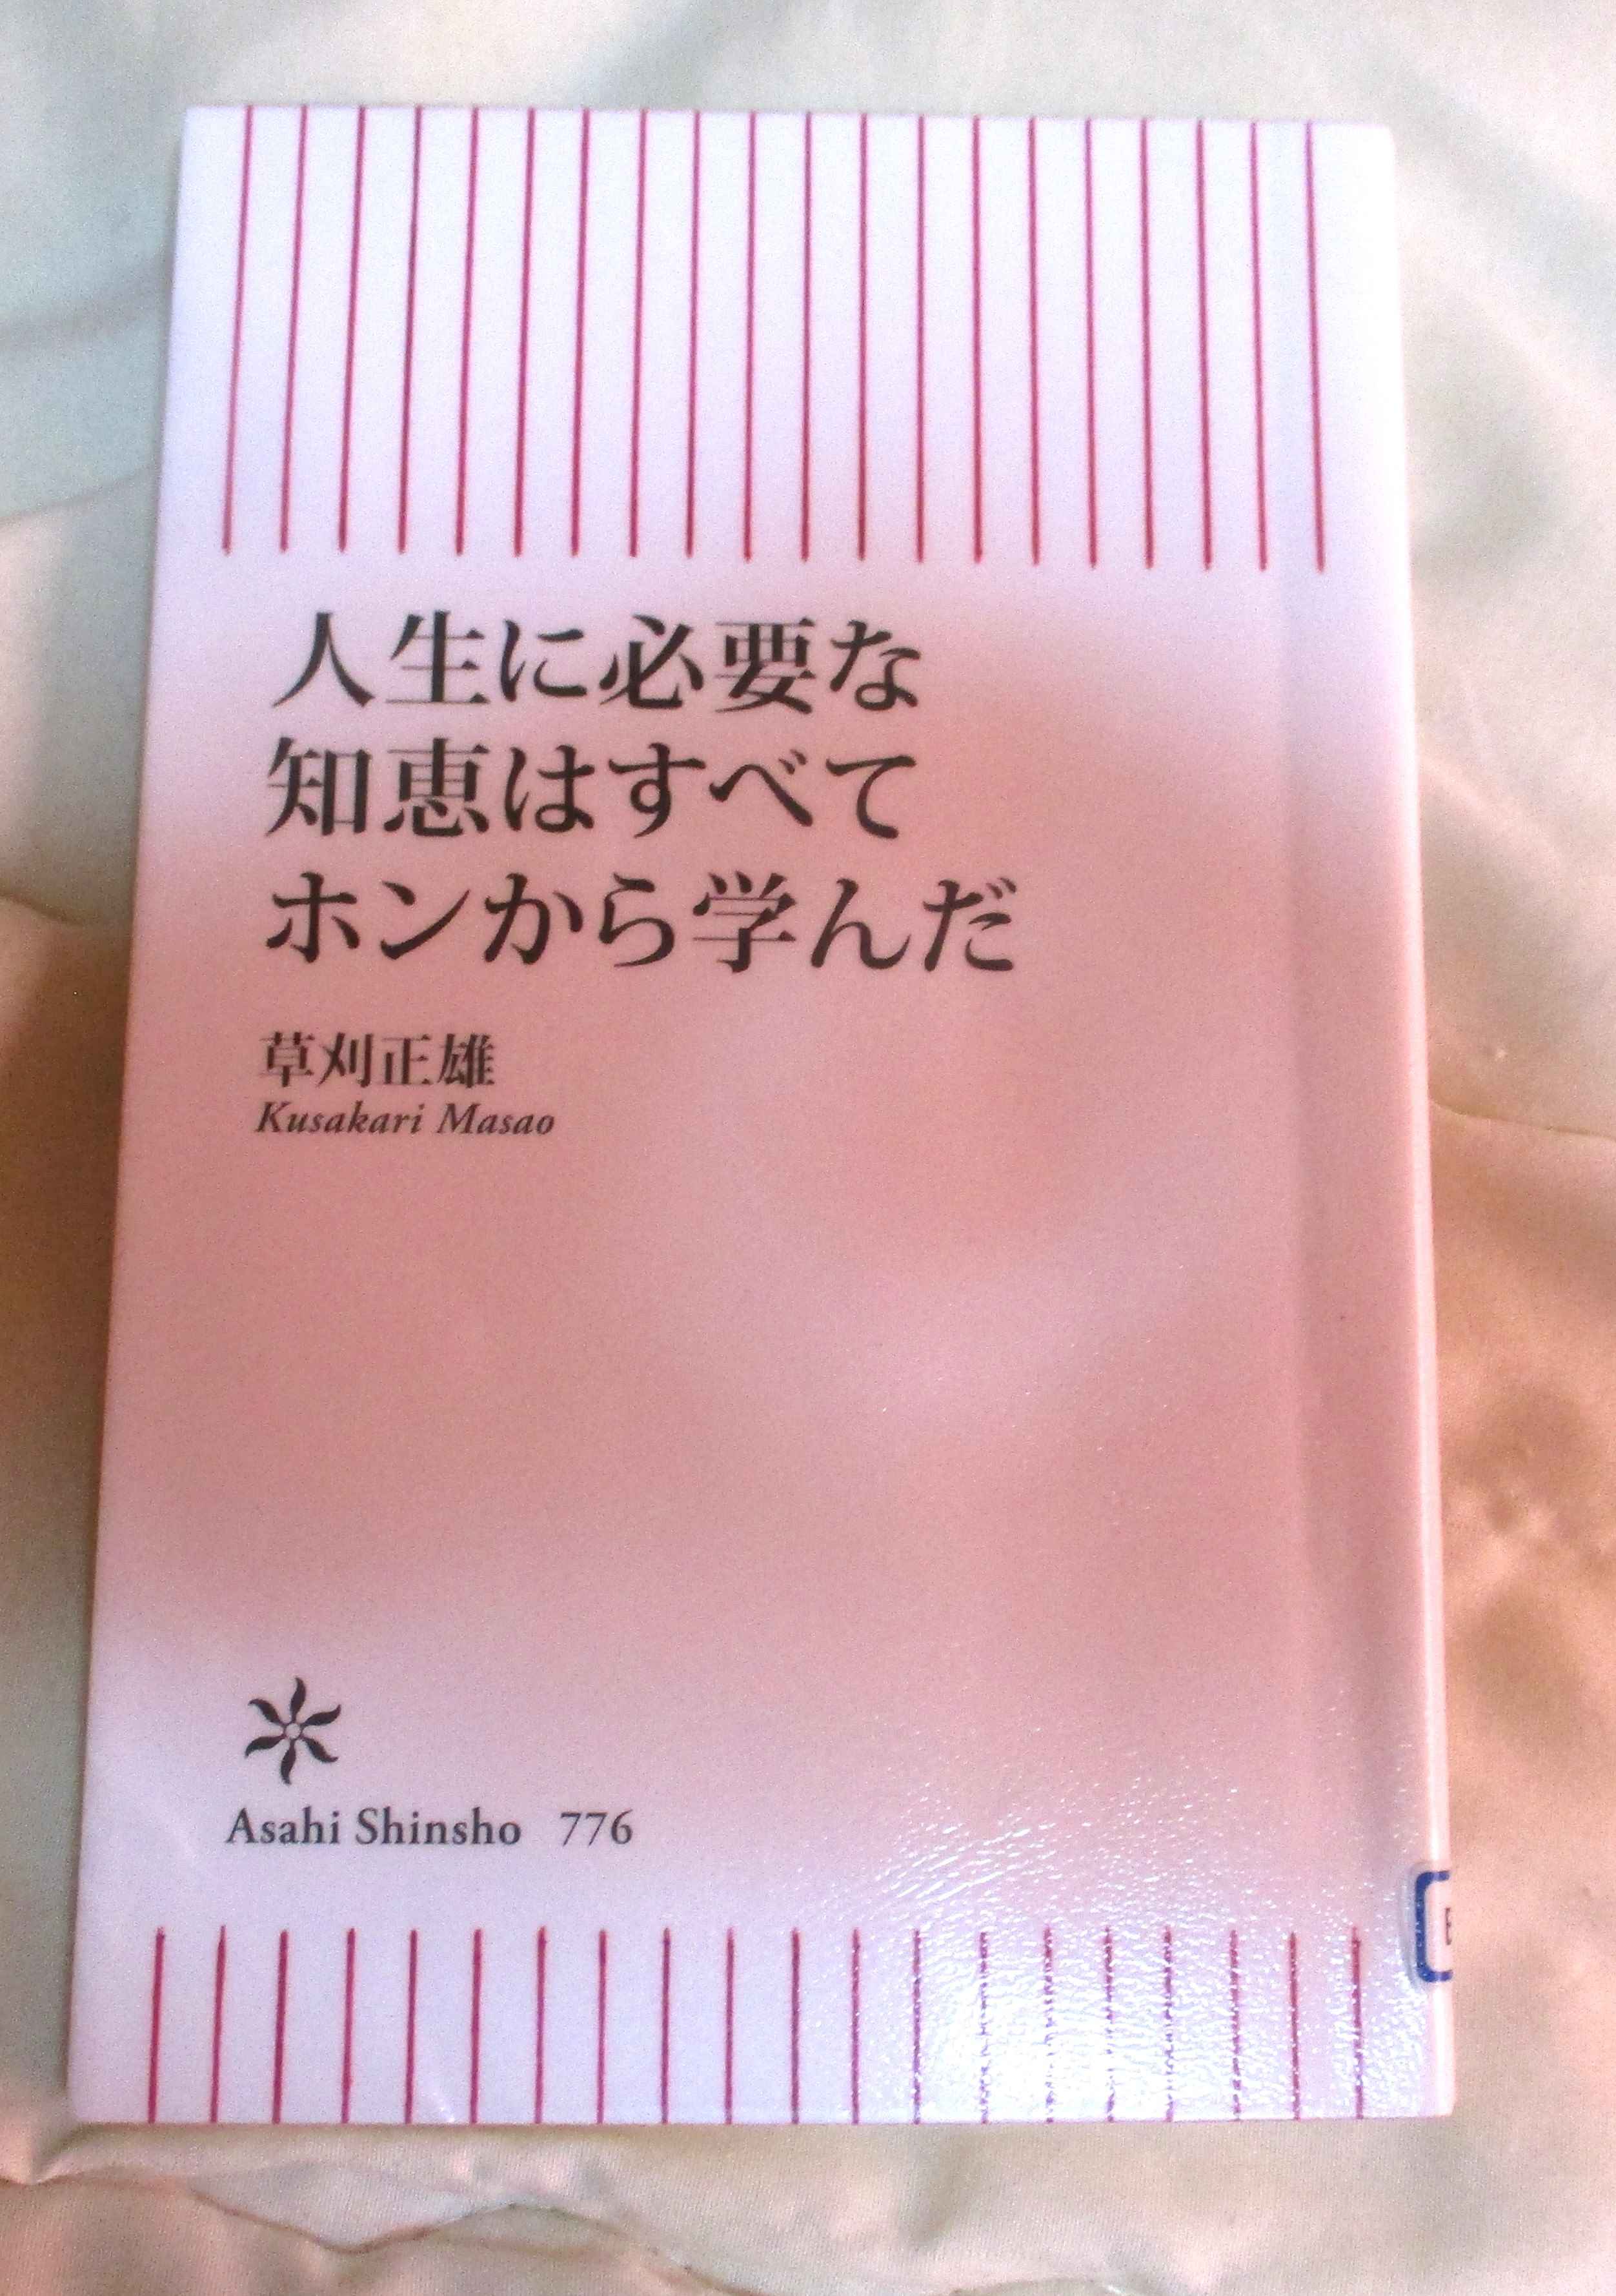 人生に必要な
知恵はすべて
ホンから学んだ
草刈正雄
Kusakari Masao
Asahi Shinsho 776